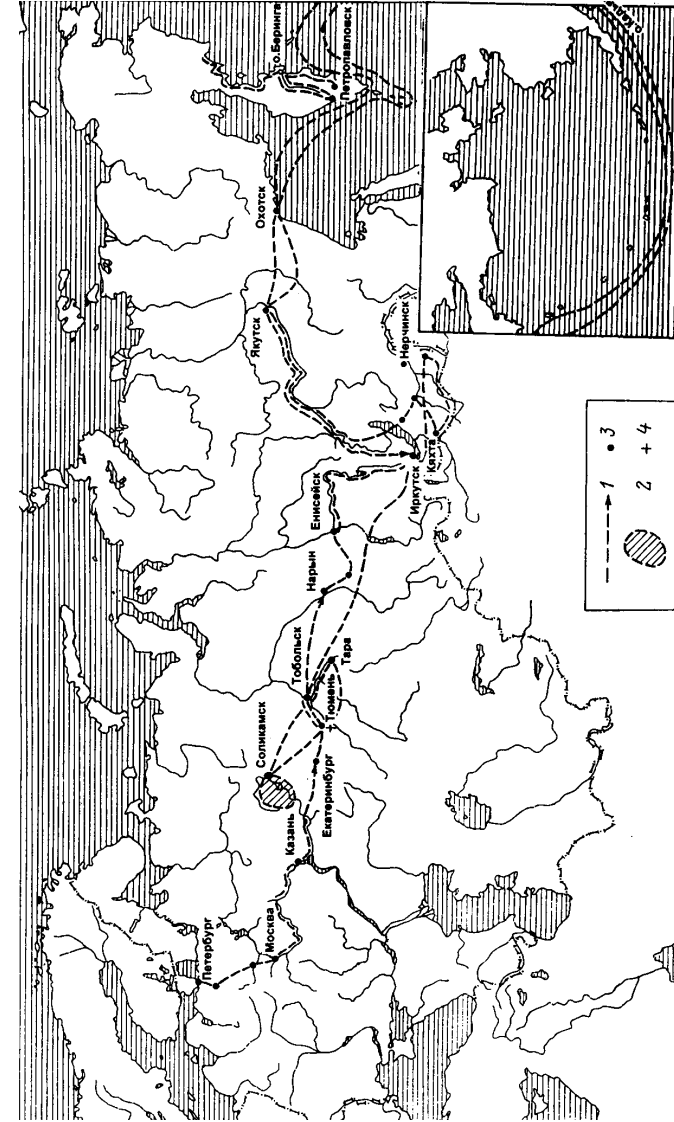 Петербург
Москва
Казань
Соликамск
Екатеринбург
Тюмень
Тобольск
Тара
Нарын
Енисейск
Иркутск
Кяхта
Нерчинск
Якутск
Охотск
Петропавловск
о.Беринга
1
2
3
4